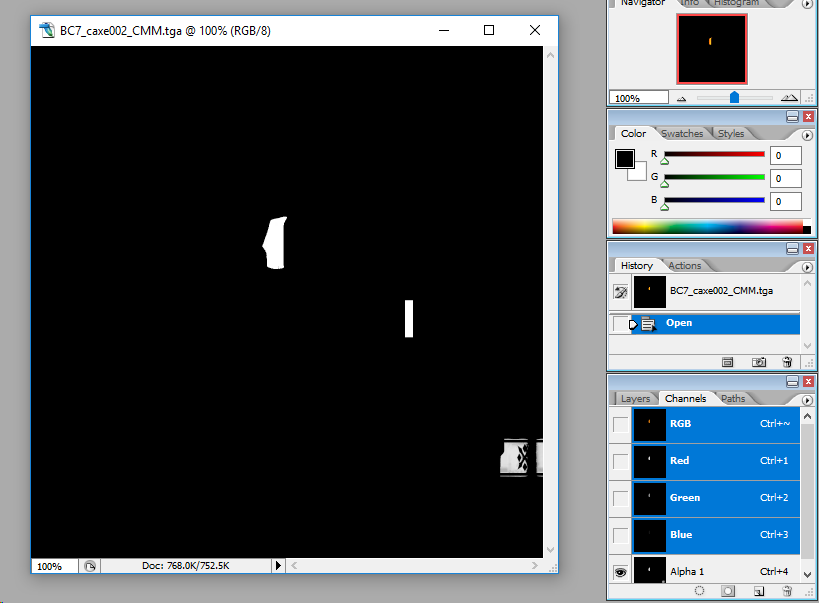 Navigator Info Histogram
BC7_caxe002_CMM.tga @ 100% (RGB/8)
100%
Color Swatches Styles
R 0
G 0
B 0
History Actions
BC7_caxe002_CMM.tga
Open
Layers Channels Paths
RGB Ctrl+~
Red Ctrl+1
Green Ctrl+2
Blue Ctrl+3
Alpha 1 Ctrl+4
100% Doc: 768.0K/752.5K